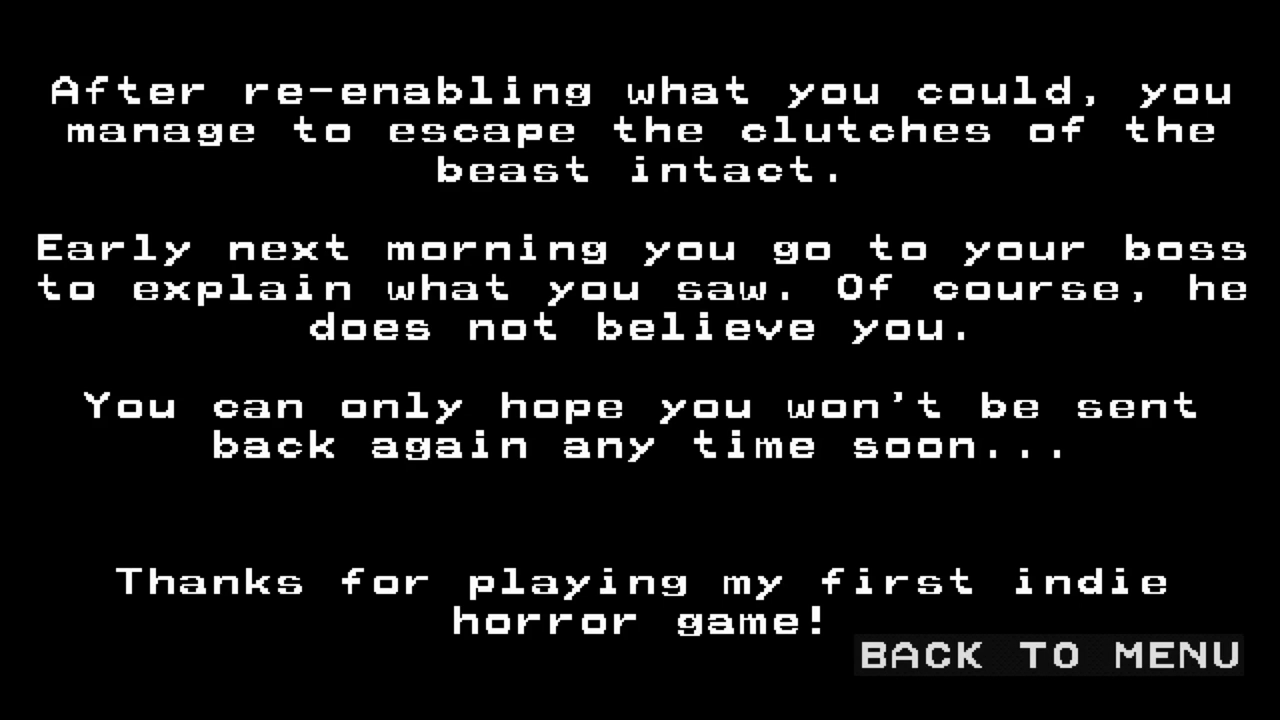 After re-enabling what you could, you
manage to escape the clutches of the
beast intact.
Early next morning you go to your boss
to explain what you saw. Of course, he
does not believe you.
You can only hope you won't be sent
back again any time soon...
Thanks for playing my first indie
horror game!
BACK TO MENU